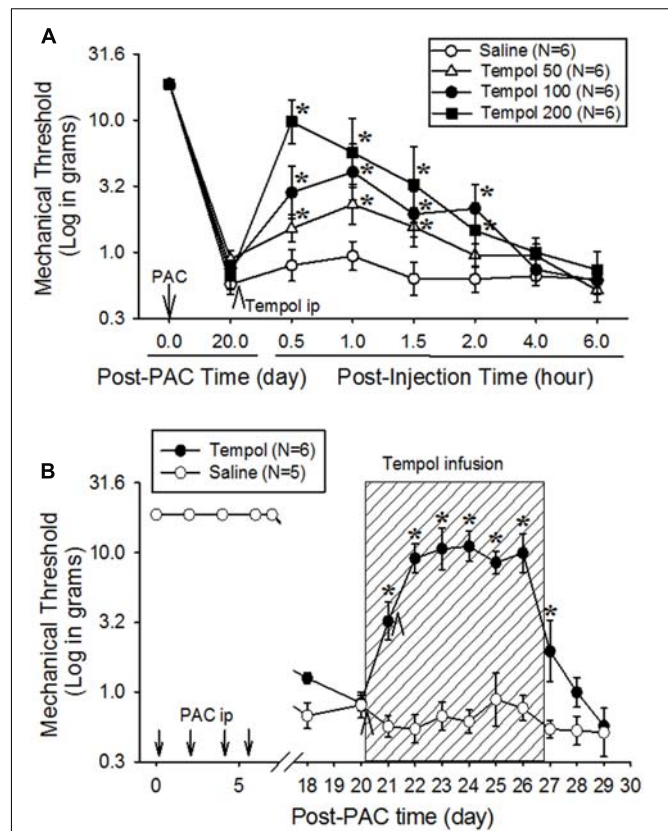 A
31.6
10.0
3.2
1.0
0.3
Mechanical Threshold
(Log in grams)
Saline (N=6)
Tempol 50 (N=6)
Tempol 100 (N=6)
Tempol 200 (N=6)
* * * *
* * *
* * * *
PAC
Tempol ip
0.0 20.0 0.5 1.0 1.5 2.0 4.0 6.0
Post-PAC Time (day) Post-Injection Time (hour)
B
Tempol (N=6)
Saline (N=5)
Tempol infusion
31.6
10.0
3.2
1.0
0.3
Mechanical Threshold
(Log in grams)
* * * * * * *
PAC ip
0 5 18 19 20 21 22 23 24 25 26 27 28 29 30
Post-PAC time (day)